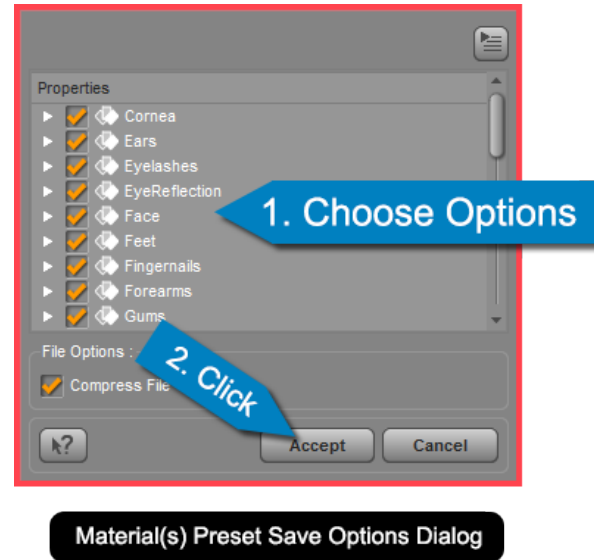 Properties
Cornea
Ears
Eyelashes
EyeReflection
Face
Feet
Fingernails
Forearms
Gums
1. Choose Options
File Options :
Compress File
2. Click
?
Accept
Cancel
Material(s) Preset Save Options Dialog